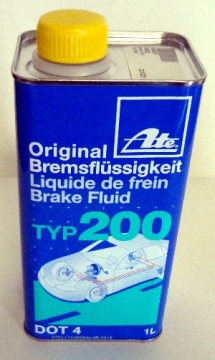 Ate
Original
Bremsflüssigkeit
Liquide de frein
Brake Fluid
TYP 200
DOT 4 1L